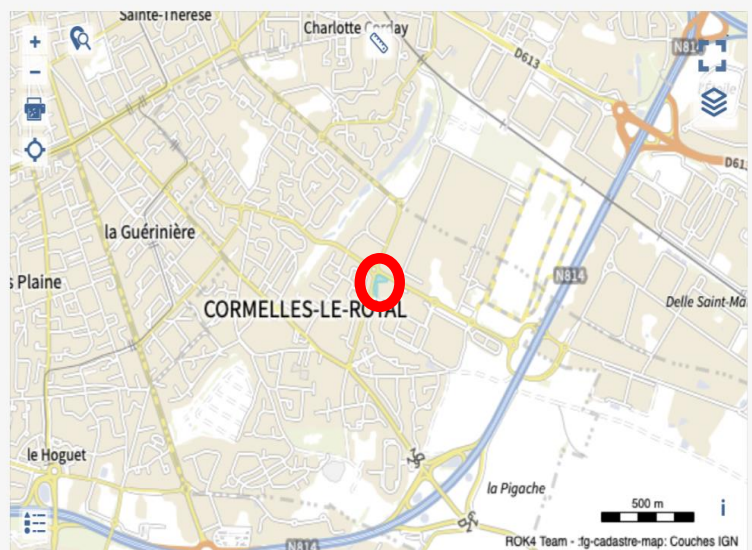 Sainte-Thérèse
Charlotte Corday
D613
N814
+
−
D613
la Guérinière
N814
s Plaine
CORMELLES-LE-ROYAL
Delle Saint-Ma
le Hoguet
la Pigache
500 m
i
N814
ROK4 Team - :fg-cadastre-map: Couches IGN